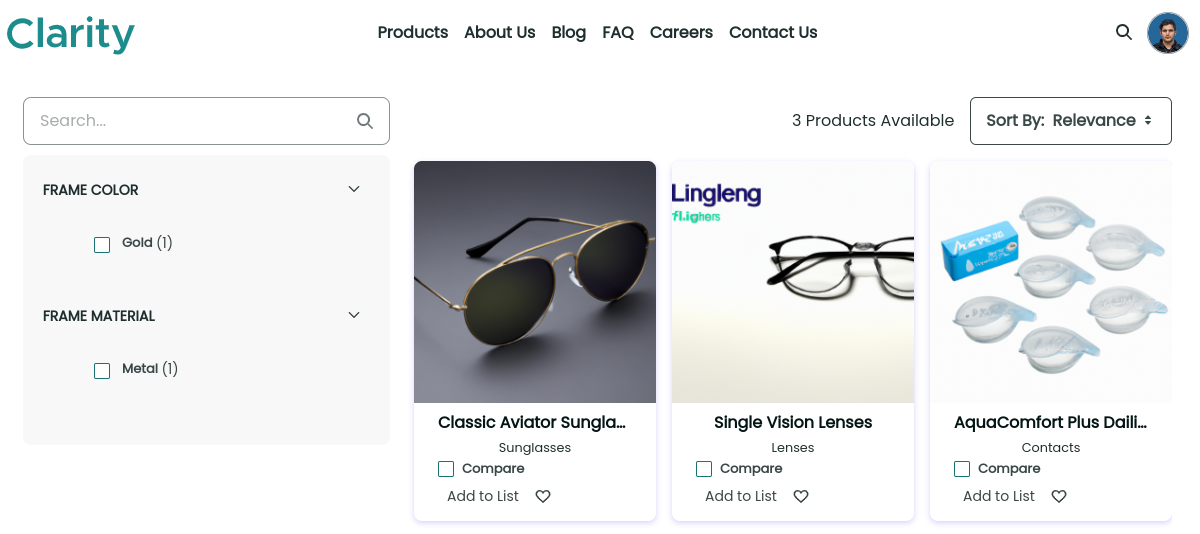 Clarity
Products About Us Blog FAQ Careers Contact Us
Search...
3 Products Available
Sort By: Relevance
FRAME COLOR
Gold (1)
FRAME MATERIAL
Metal (1)
Lingleng
fl.ighers
Classic Aviator Sungla...
Sunglasses
Compare
Add to List
Single Vision Lenses
Lenses
Compare
Add to List
AquaComfort Plus Daili...
Contacts
Compare
Add to List